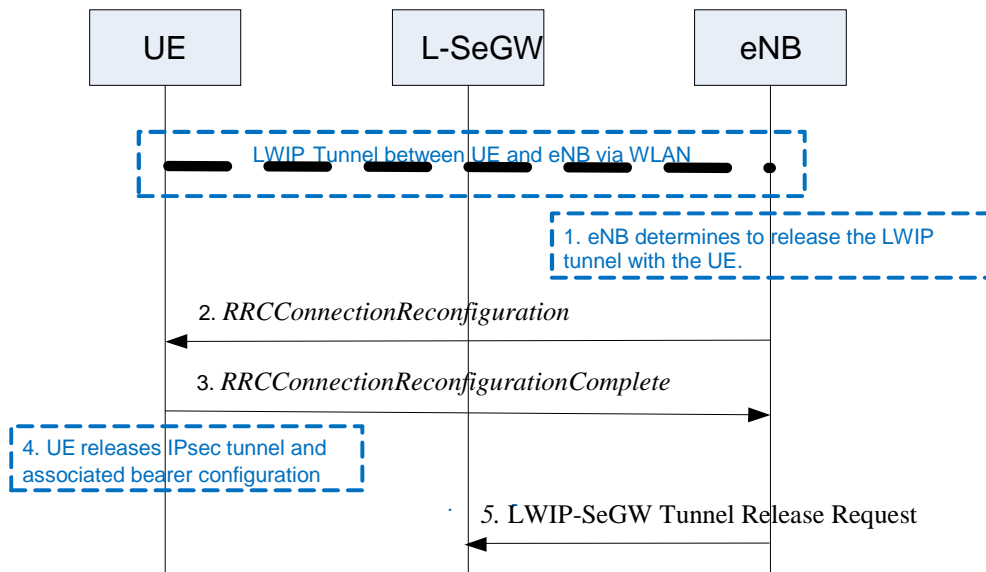 UE
L-SeGW
eNB
LWIP Tunnel between UE and eNB via WLAN
1. eNB determines to release the LWIP
tunnel with the UE.
2. RRCConnectionReconfiguration
3. RRCConnectionReconfigurationComplete
4. UE releases IPsec tunnel and
associated bearer configuration
5. LWIP-SeGW Tunnel Release Request